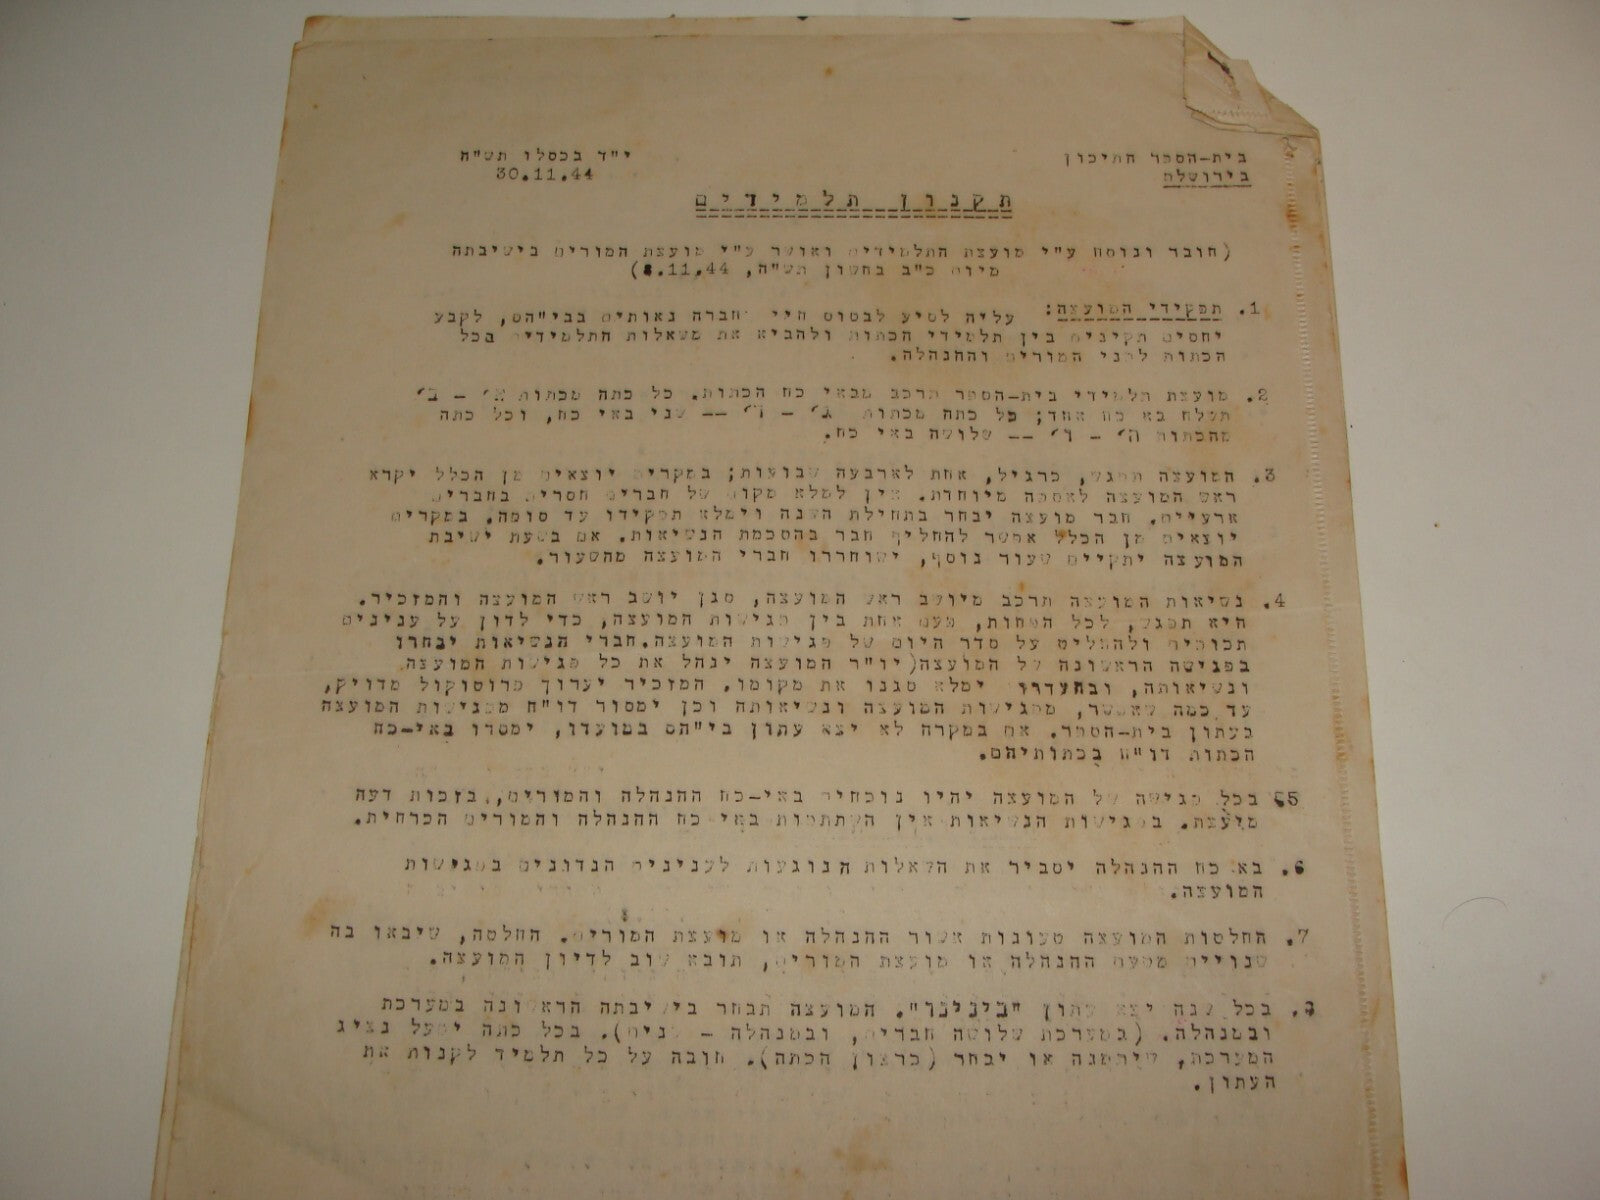 בית-הספר התיכון
בירושלם
י"ד בכסלו תש"ה
30.11.44
תקנון תלמידים
(חובר ונוסח ע"י מועצת התלמידים ואושר ע"י מועצת המורים בישיבתה
מיום כ"ב בחשון תש"ה, 8.11.44)
1. תפקידי המועצה: עליה לסיע לבסוס חיי חברה נאותים בבי"הס, לקבע
יחסים תקינים בין תלמידי הכתות ולהביא את משאלות התלמידים בכל
הכתות לפני המורים וההנהלה.
2. מועצת תלמידי בית-הספר תרכב מבאי כח הכתות. כל כתה מכתות א' - ב'
תשלח בא כח אחד; כל כתה מכתות ג' - ד' -- שני באי כח, וכל כתה
מהכתות ה' - ו' -- שלושה באי כח.
3. המועצה תפגש, כרגיל, אחת לארבעה שבועות; במקרים יוצאים מן הכלל יקרא
ראש המועצה לאספה מיוחדת. אין למלא מקום של חברים חסרים בחברים
ארעיים. חבר מועצה יבחר בתחילת השנה וימלא תפקידו עד סופה. במקרים
יוצאים מן הכלל אפשר להחליף חבר בהסכמת הנשיאות. אם בשעת ישיבת
המועצה יתקיים שעור נוסף, ישוחררו חברי המועצה מהשעור.
4. נשיאות המועצה תרכב מיושב ראש המועצה, סגן יושב ראש המועצה והמזכיר.
היא תפגש, לכל הפחות, פעם אחת בין פגישות המועצה, כדי לדון על ענינים
תכופים ולהחליט על סדר היום של פגישות המועצה.חברי הנשיאות יבחרו
בפגישה הראשונה של המועצה(יו"ר המועצה ינהל את כל פגישות המועצה
ונשיאותה, ובהעדרו ימלא סגנו את מקומו. המזכיר יערוך פרוטוקול מדויק,
עד כמה שאפשר, מפגישות המועצה ונשיאותה וכן ימסור דו"ח מפגישות המועצה
בעתון בית-הספר. אם במקרה לא יצא עתון בי"הס במועדו, ימסרו באי-כח
הכתות דו"ח בכתותיהם.
5 בכל פגישה של המועצה יהיו נוכחים באי-כח ההנהלה והמורים, בזכות דעה
מיעצת. בפגישות הנשיאות אין השתתפות באי כח ההנהלה והמורים הכרחית.
6. בא כח ההנהלה יסביר את השאלות הנוגעות לענינים הנדונים בפגישות
המועצה.
7. החלטות המועצה טעונות אשור ההנהלה או מועצת המורים. החלטה, שיבאו בה
שנויים מטעם ההנהלה או מועצת המורים, תובא שוב לדיון המועצה.
בכל שנה יצא עתון "בינינו". המועצה תבחר בישיבתה הראשונה במערכת
ובמנהלה. (במערכת שלושה חברים, ובמנהלה - שנים). בכל כתה יפעל נציג
המערכת, שיתמנה או יבחר (כרצון הכתה). חובה על כל תלמיד לקנות את
העתון.